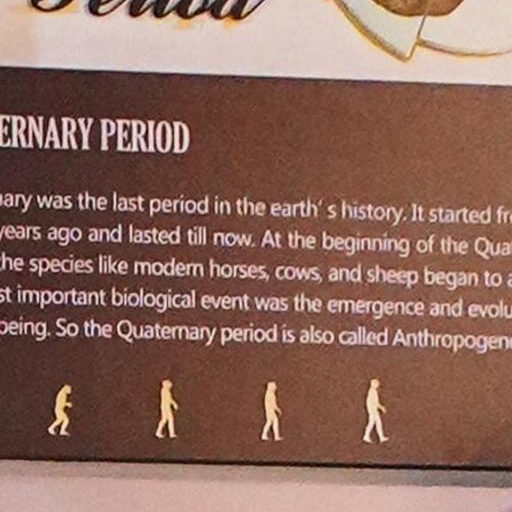 Period
ERNARY PERIOD
ary was the last period in the earth's history. It started fr
years ago and lasted till now. At the beginning of the Qua
he species like modern horses, cows, and sheep began to a
st important biological event was the emergence and evolu
being. So the Quaternary period is also called Anthropogen